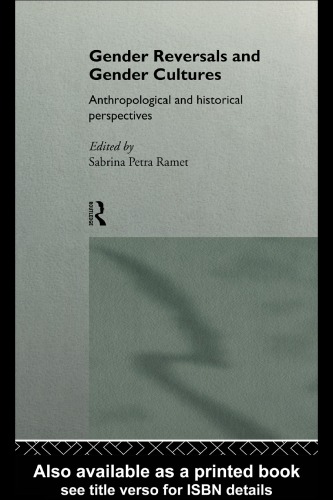 Gender Reversals and
Gender Cultures
Anthropological and historical
perspectives
Edited by
Sabrina Petra Ramet
ROUTLEDGE
Also available as a printed book
see title verso for ISBN details